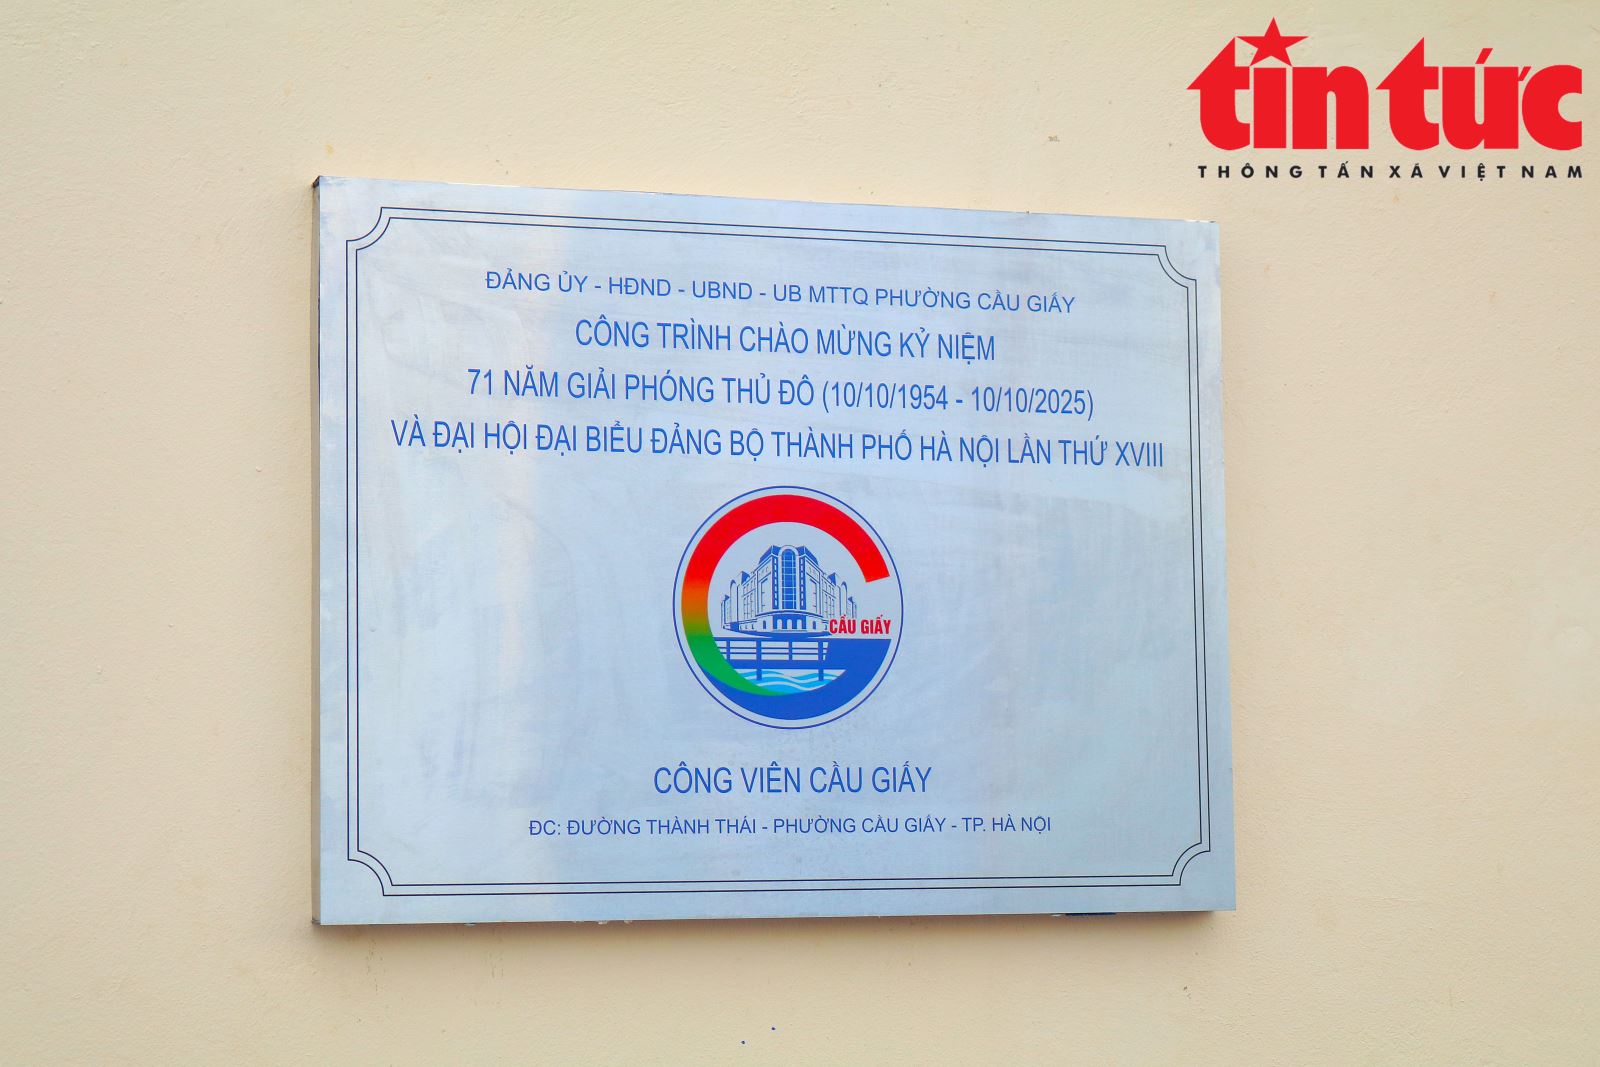 tin tức
THÔNG TẤN XÃ VIỆT NAM
ĐẢNG ỦY - HĐND - UBND - UB MTTQ PHƯỜNG CẦU GIẤY
CÔNG TRÌNH CHÀO MỪNG KỶ NIỆM
71 NĂM GIẢI PHÓNG THỦ ĐÔ (10/10/1954 - 10/10/2025)
VÀ ĐẠI HỘI ĐẠI BIỂU ĐẢNG BỘ THÀNH PHỐ HÀ NỘI LẦN THỨ XVIII
CẦU GIẤY
CÔNG VIÊN CẦU GIẤY
ĐC: ĐƯỜNG THÀNH THÁI - PHƯỜNG CẦU GIẤY - TP. HÀ NỘI